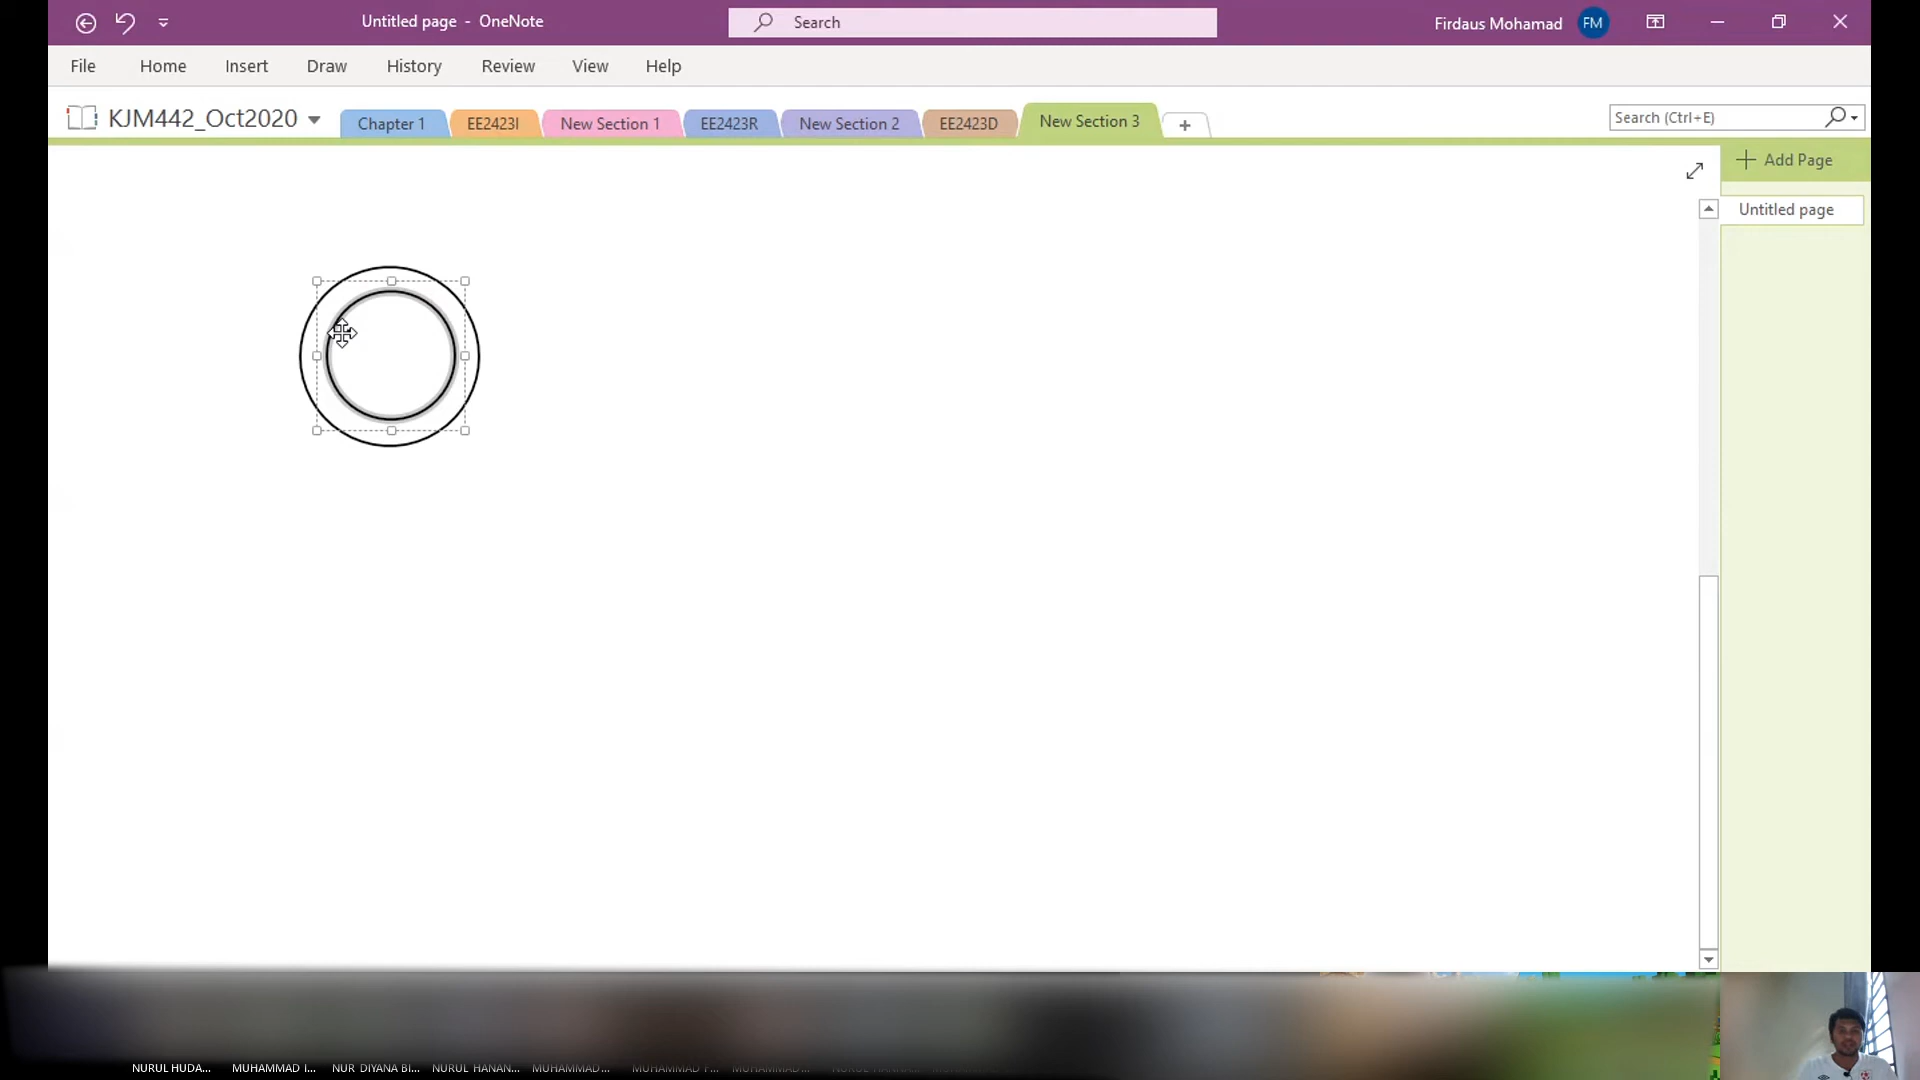 Untitled page - OneNote
Search
Firdaus Mohamad
FM
File Home Insert Draw History Review View Help
KJM442_Oct2020
Chapter 1
EE2423I
New Section 1
EE2423R
New Section 2
EE2423D
New Section 3
Search (Ctrl+E)
Add Page
Untitled page
NURUL HUDA... MUHAMMAD I... NUR DIYANA BI... NURUL HANAN... MUHAMMAD... MUHAMMAD F... MUHAMMAD...